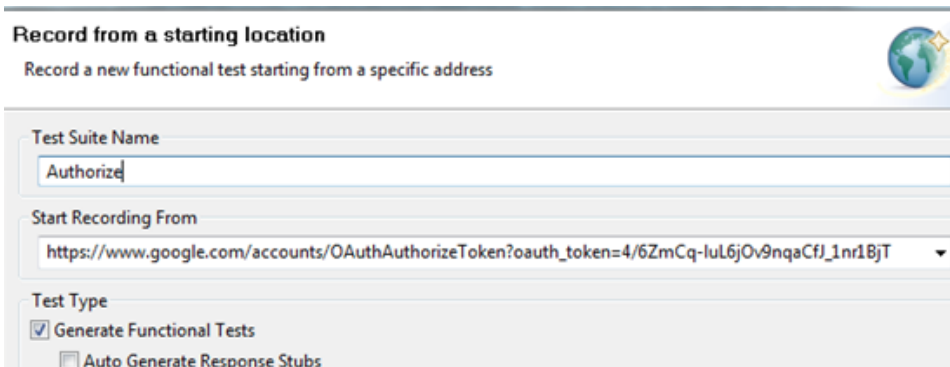 Record from a starting location
Record a new functional test starting from a specific address
Test Suite Name
Authorize
Start Recording From
https://www.google.com/accounts/OAuthAuthorizeToken?oauth_token=4/6ZmCq-IuL6jOv9nqaCfJ_1nr1BjT
Test Type
Generate Functional Tests
Auto Generate Response Stubs